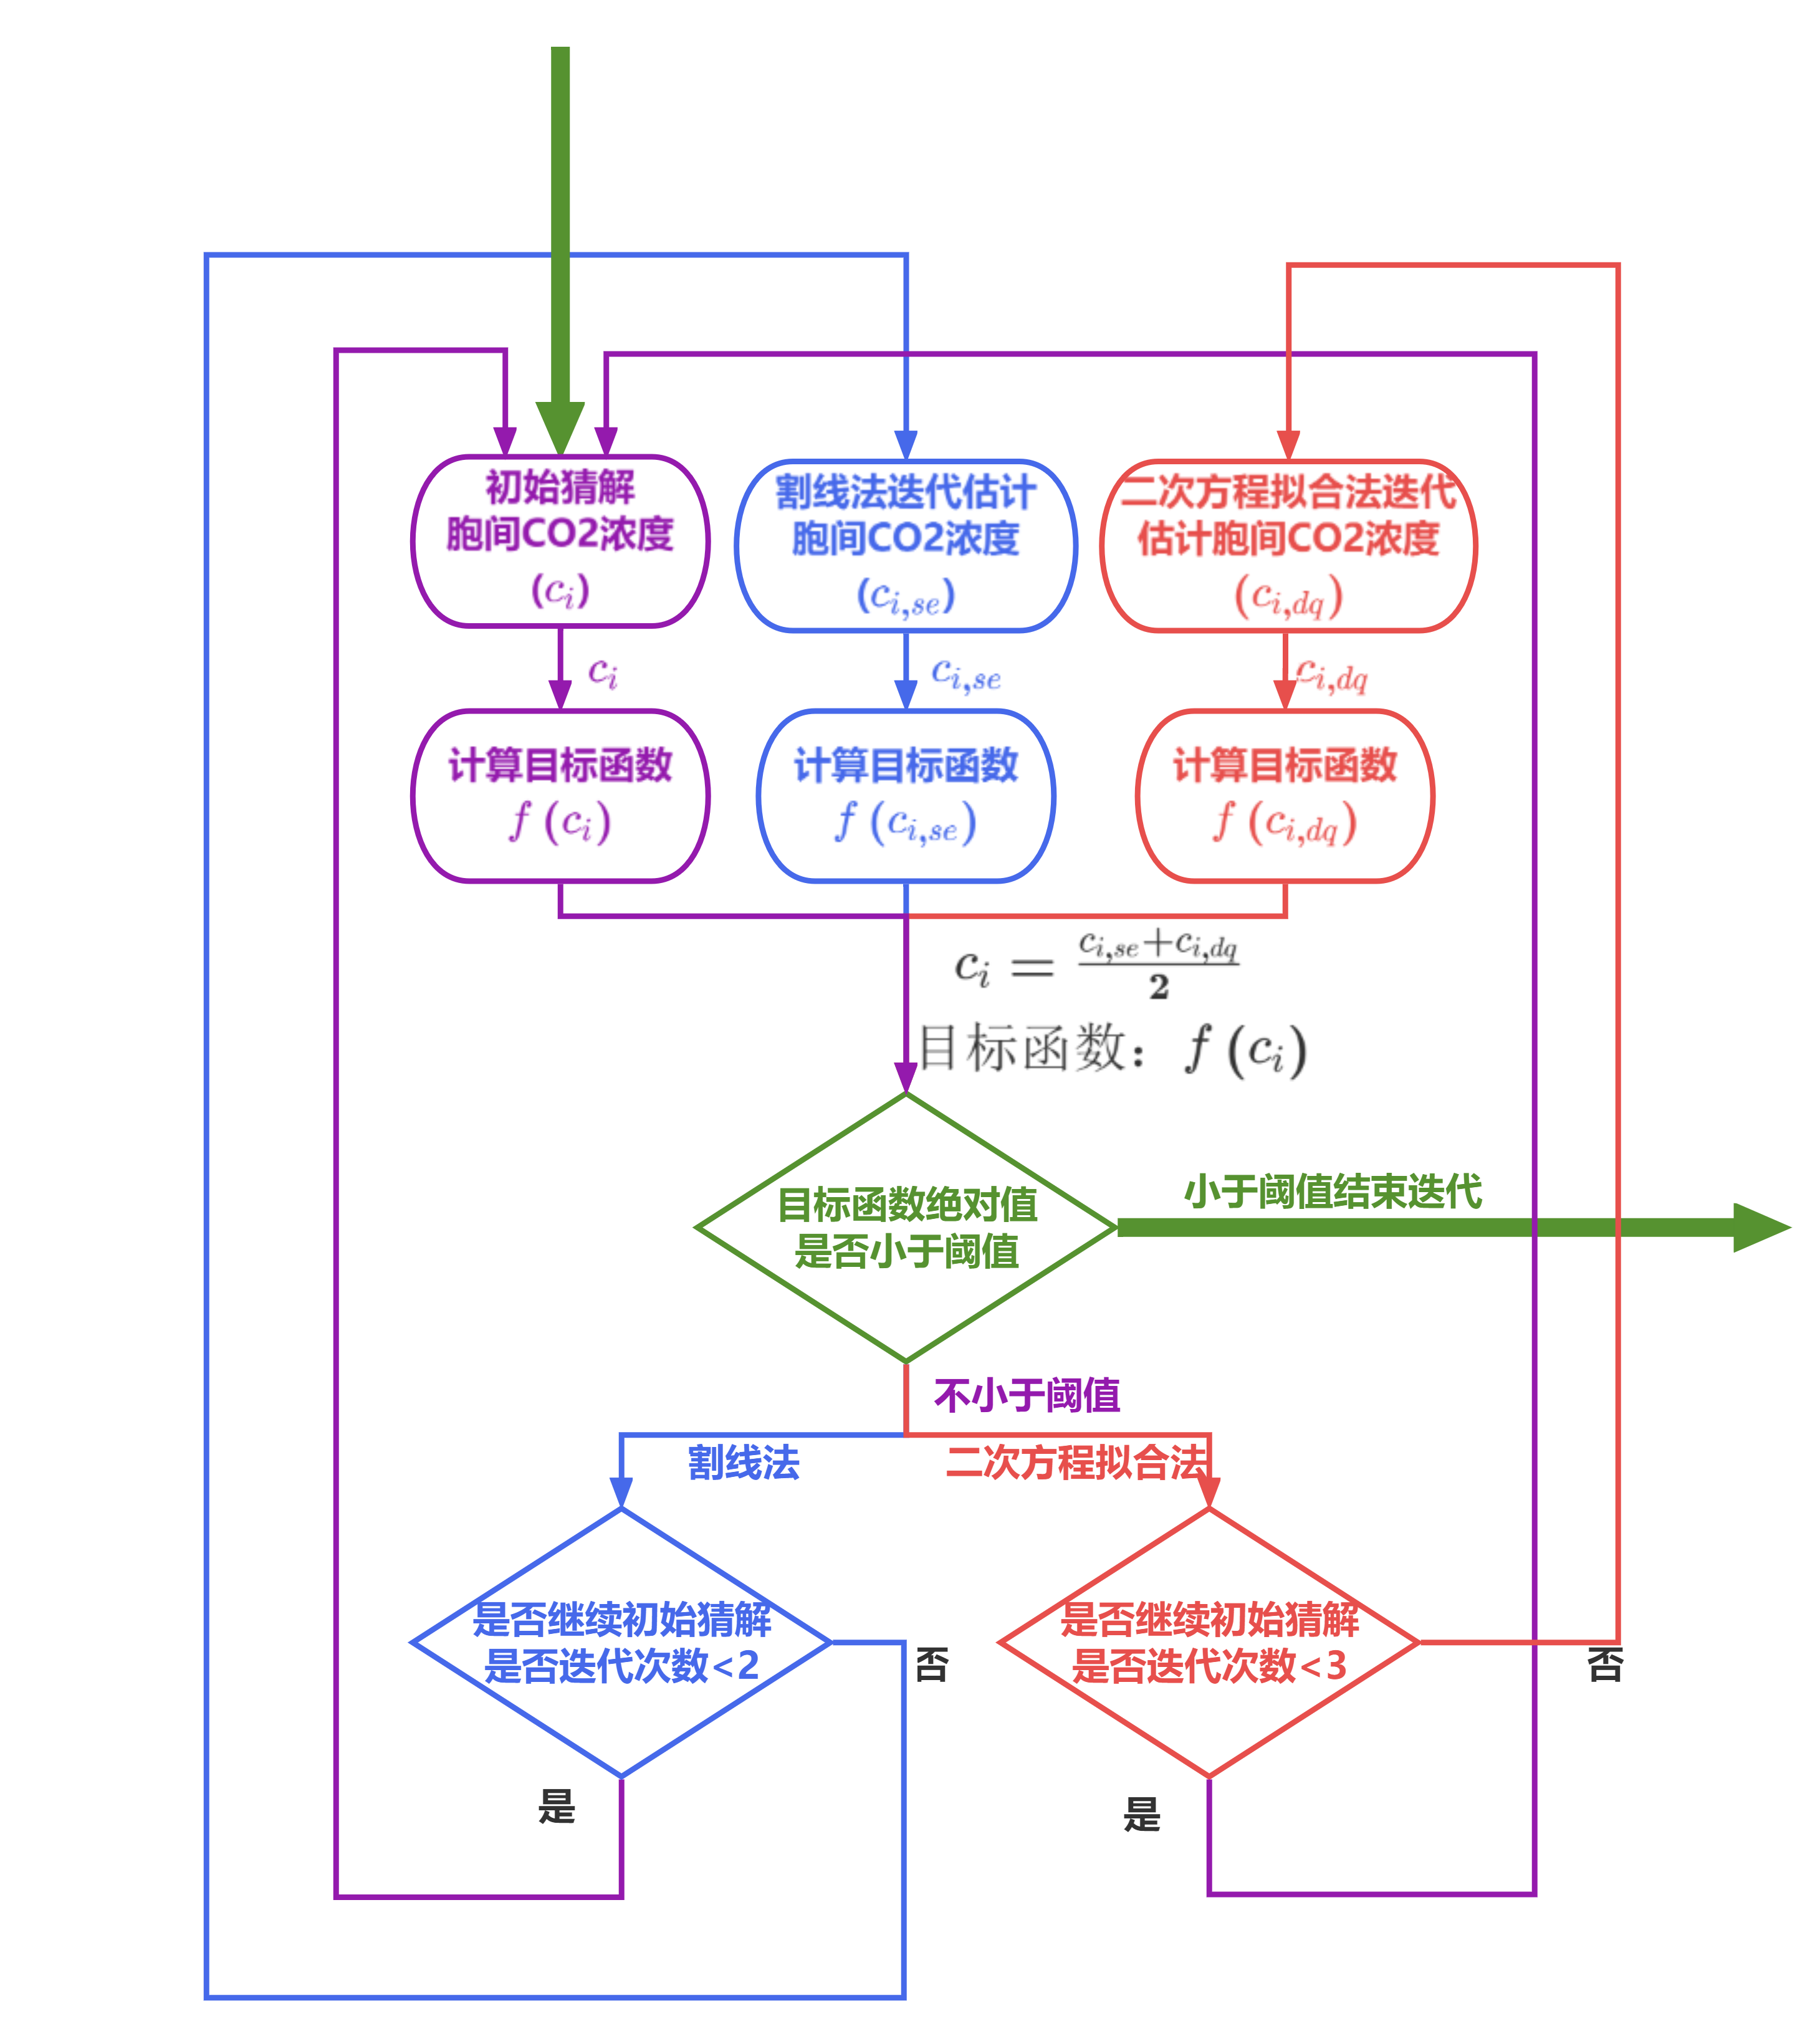 初始猜解
胞间CO2浓度
(c_i)
割线法迭代估计
胞间CO2浓度
(c_{i,se})
二次方程拟合法迭代
估计胞间CO2浓度
(c_{i,dq})
c_i
c_{i,se}
c_{i,dq}
计算目标函数
f (c_i)
计算目标函数
f (c_{i,se})
计算目标函数
f (c_{i,dq})
c_i = \frac{c_{i,se}+c_{i,dq}}{2}
目标函数：f (c_i)
目标函数绝对值
是否小于阈值
小于阈值结束迭代
不小于阈值
割线法
二次方程拟合法
是否继续初始猜解
是否迭代次数<2
否
是否继续初始猜解
是否迭代次数<3
否
是
是